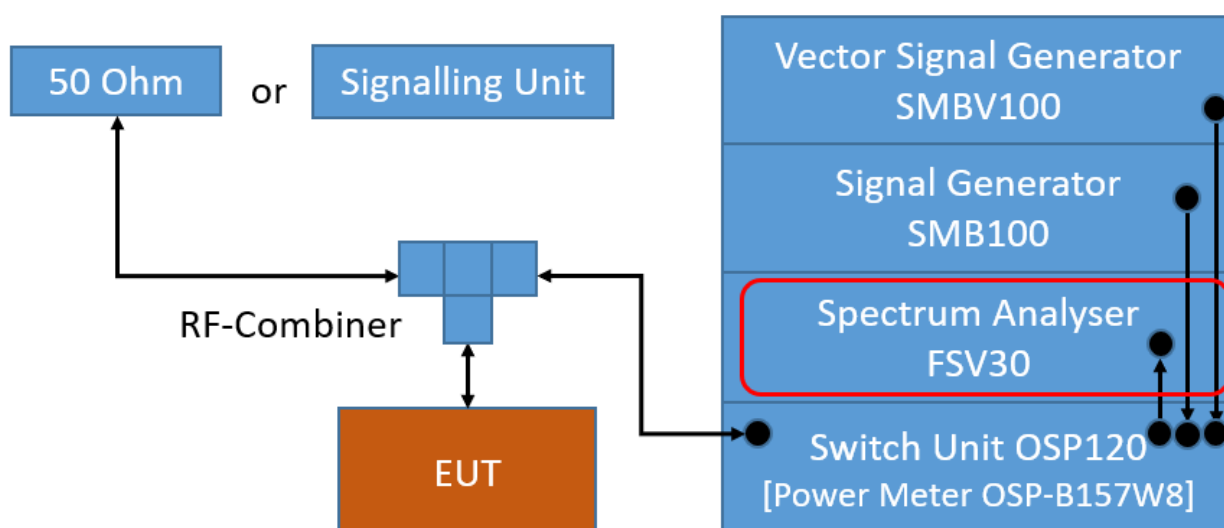 50 Ohm
or
Signalling Unit
Vector Signal Generator
SMBV100
Signal Generator
SMB100
RF-Combiner
Spectrum Analyser
FSV30
EUT
Switch Unit OSP120
[Power Meter OSP-B157W8]